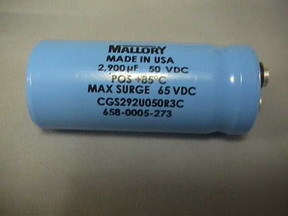 MALLORY
MADE IN USA
2,900 µF 50 VDC
POS +85°C
MAX SURGE 65 VDC
CGS292U050R3C
658-0005-273